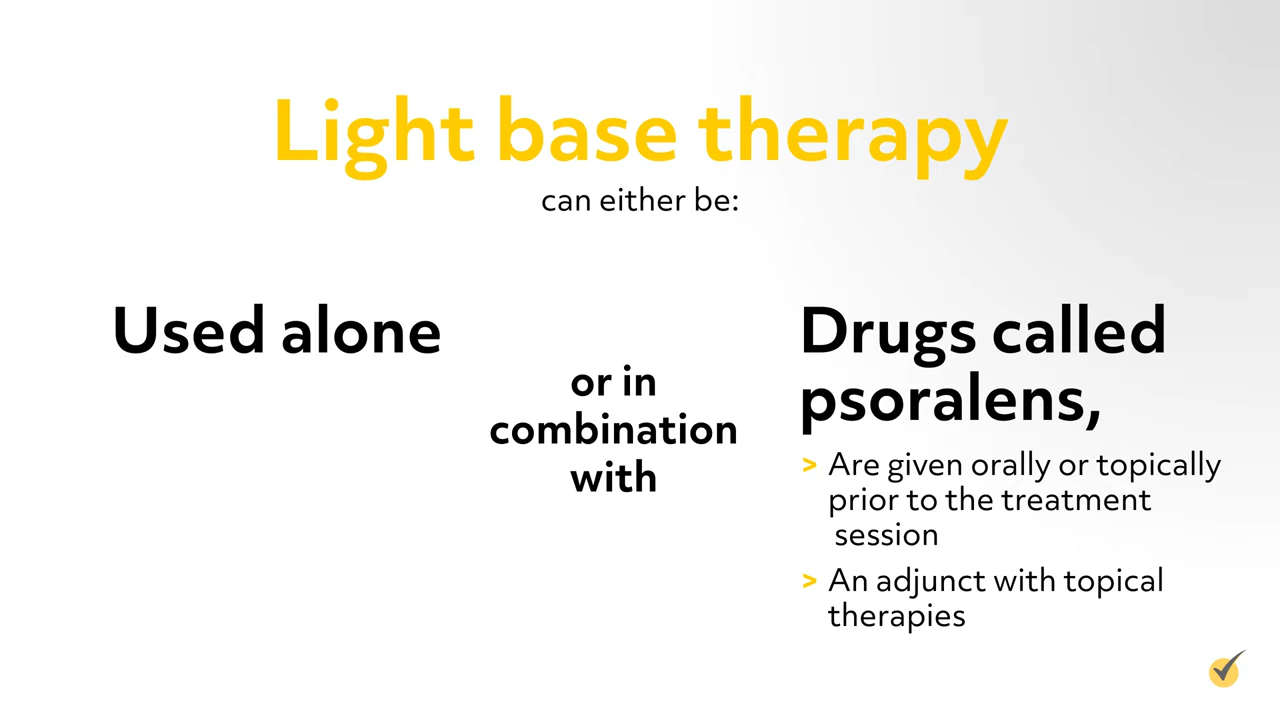 Light base therapy
can either be:
Used alone
or in
combination
with
Drugs called
psoralens,
> Are given orally or topically
prior to the treatment
session
> An adjunct with topical
therapies